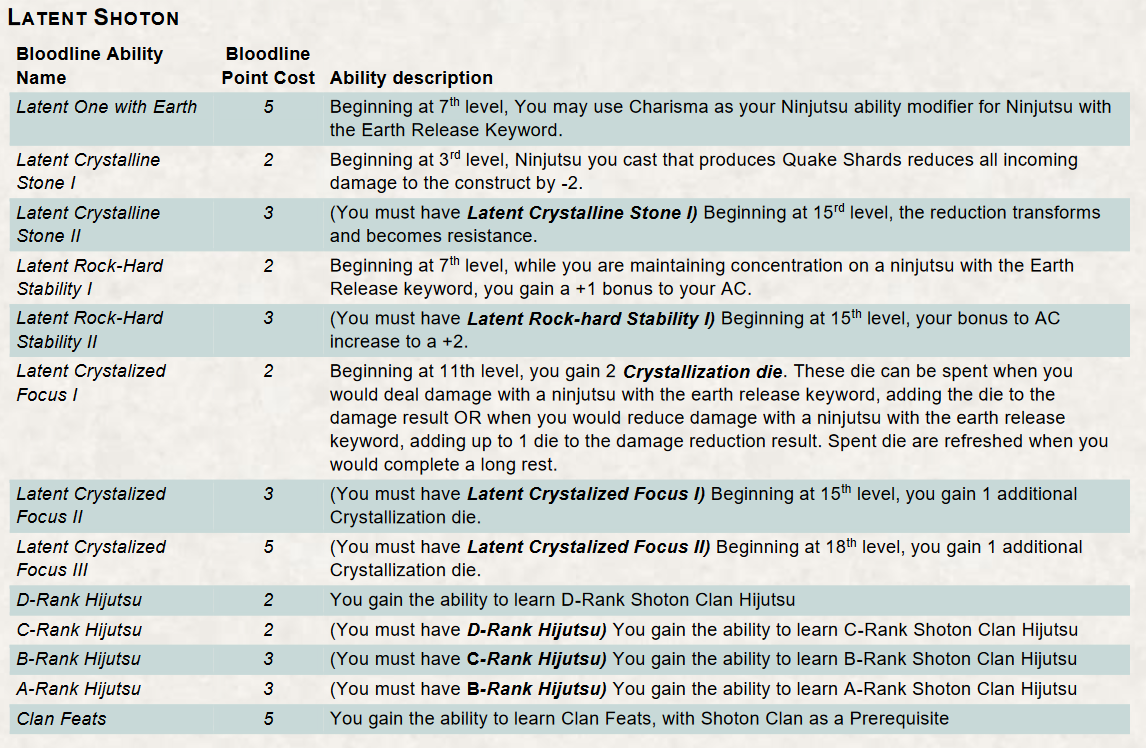 LATENT SHOTON
Bloodline Ability Bloodline
Name Point Cost Ability description
Latent One with Earth 5 Beginning at 7th level, You may use Charisma as your Ninjutsu ability modifier for Ninjutsu with
the Earth Release Keyword.
Latent Crystalline 2 Beginning at 3rd level, Ninjutsu you cast that produces Quake Shards reduces all incoming
Stone I damage to the construct by -2.
Latent Crystalline 3 (You must have Latent Crystalline Stone I) Beginning at 15rd level, the reduction transforms
Stone II and becomes resistance.
Latent Rock-Hard 2 Beginning at 7th level, while you are maintaining concentration on a ninjutsu with the Earth
Stability I Release keyword, you gain a +1 bonus to your AC.
Latent Rock-Hard 3 (You must have Latent Rock-hard Stability I) Beginning at 15th level, your bonus to AC
Stability II increase to a +2.
Latent Crystalized 2 Beginning at 11th level, you gain 2 Crystallization die. These die can be spent when you
Focus I would deal damage with a ninjutsu with the earth release keyword, adding the die to the
damage result OR when you would reduce damage with a ninjutsu with the earth release
keyword, adding up to 1 die to the damage reduction result. Spent die are refreshed when you
would complete a long rest.
Latent Crystalized 3 (You must have Latent Crystalized Focus I) Beginning at 15th level, you gain 1 additional
Focus II Crystallization die.
Latent Crystalized 5 (You must have Latent Crystalized Focus II) Beginning at 18th level, you gain 1 additional
Focus III Crystallization die.
D-Rank Hijutsu 2 You gain the ability to learn D-Rank Shoton Clan Hijutsu
C-Rank Hijutsu 2 (You must have D-Rank Hijutsu) You gain the ability to learn C-Rank Shoton Clan Hijutsu
B-Rank Hijutsu 3 (You must have C-Rank Hijutsu) You gain the ability to learn B-Rank Shoton Clan Hijutsu
A-Rank Hijutsu 3 (You must have B-Rank Hijutsu) You gain the ability to learn A-Rank Shoton Clan Hijutsu
Clan Feats 5 You gain the ability to learn Clan Feats, with Shoton Clan as a Prerequisite